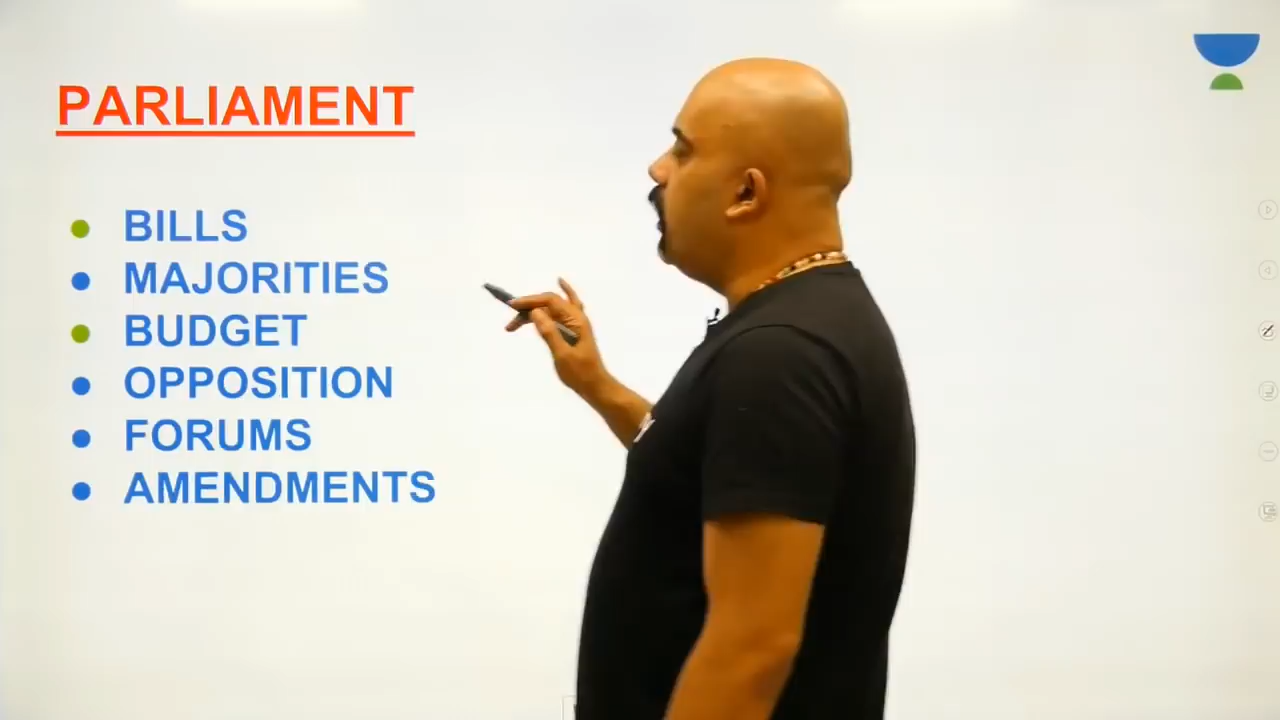 PARLIAMENT
BILLS
MAJORITIES
BUDGET
OPPOSITION
FORUMS
AMENDMENTS